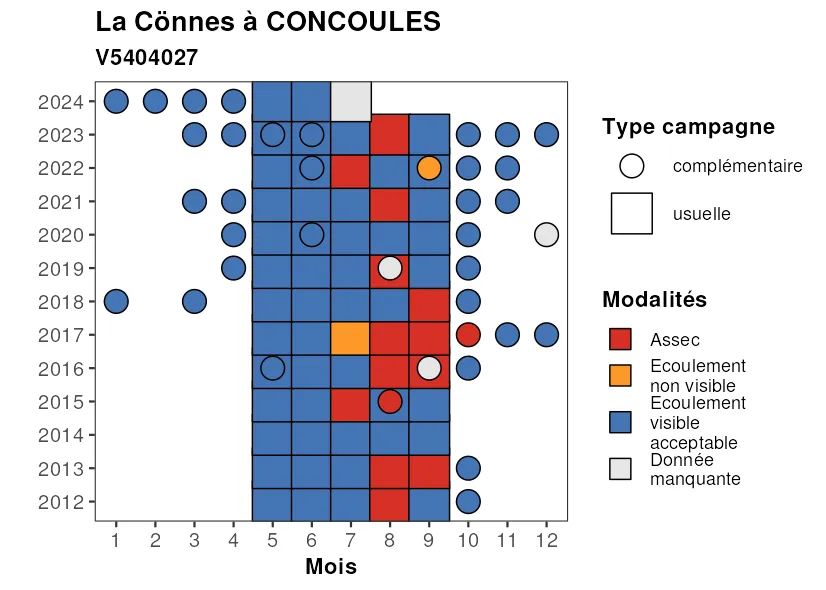 La Cönnes à CONCOULES
V5404027
2024
2023
2022
2021
2020
2019
2018
2017
2016
2015
2014
2013
2012
1 2 3 4 5 6 7 8 9 10 11 12
Mois
Type campagne
complémentaire
usuelle
Modalités
Assec
Ecoulement
non visible
Ecoulement
visible
acceptable
Donnée
manquante